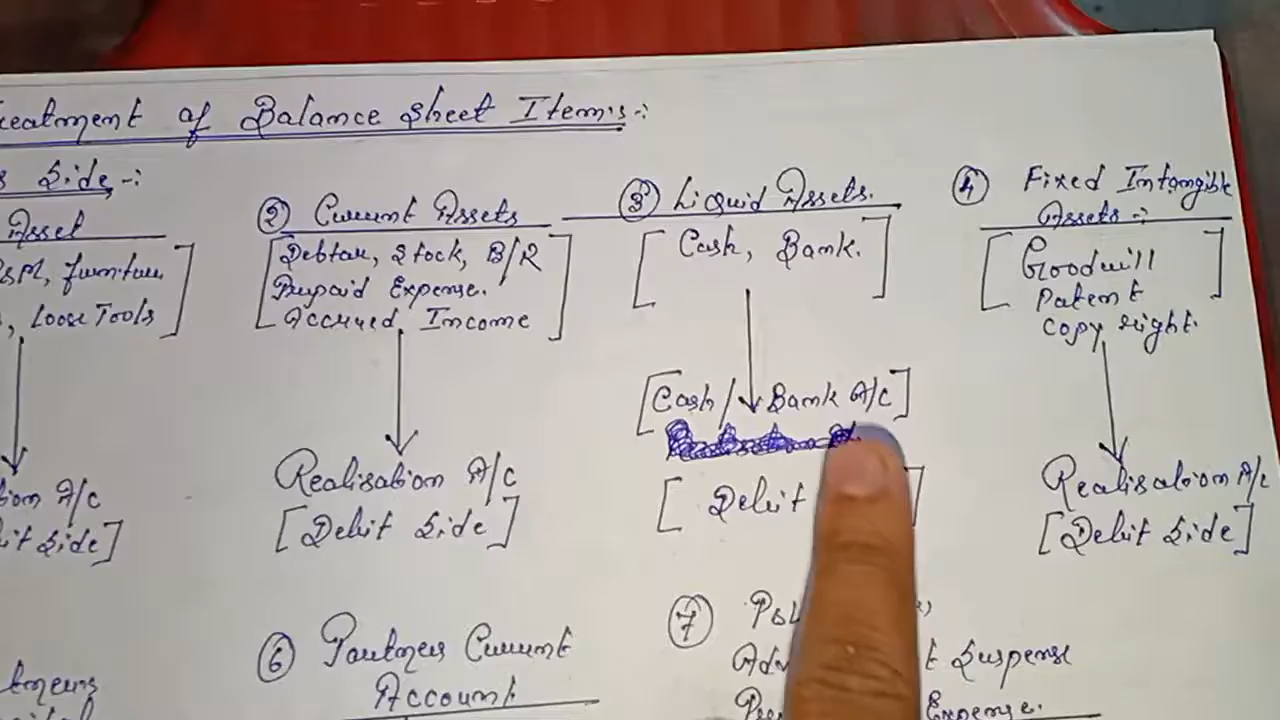 Treatment of Balance Sheet Items:-
Side:-
Asset
Furniture
Loose Tools
A/C
Side]
② Current Assets
[Debtor, Stock, B/R
Prepaid Expense.
Accrued Income]
Realisation A/C
[Debit Side]
③ Liquid Assets.
[Cash, Bank.]
[Cash / Bank A/C]
[Debit
④ Fixed Intangible
Assets:-
[Goodwill
Patent
Copy right.]
Realisation A/C
[Debit Side]
⑥ Partners Current
Account
⑦
Suspense
Expense.